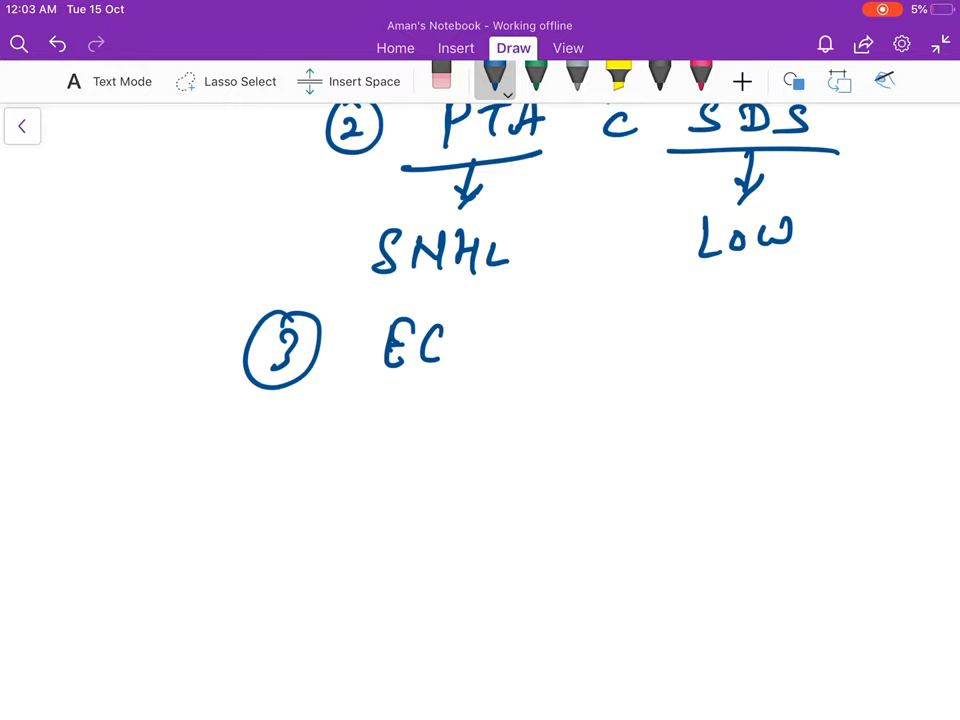 12:03 AM Tue 15 Oct 5%
Aman's Notebook - Working offline
Home Insert Draw View
A Text Mode Lasso Select Insert Space
2 PTA C SDS
SNHL LOW
3 EC